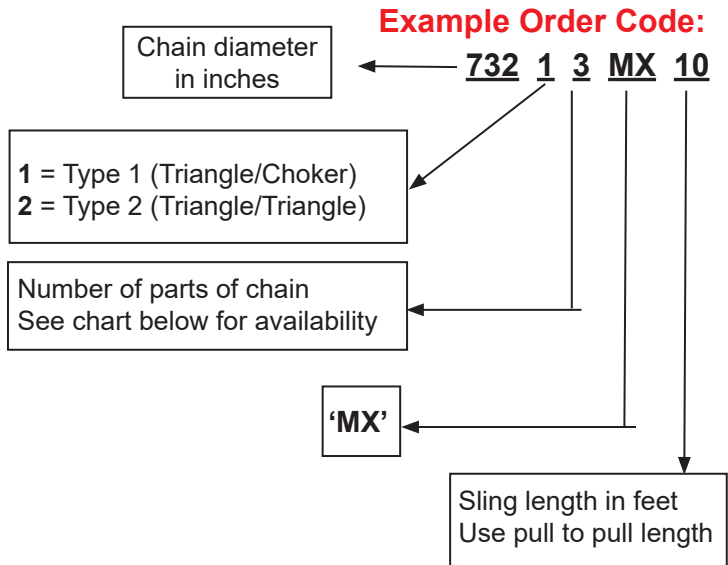 Example Order Code:
732 1 3 MX 10
Chain diameter
in inches
1 = Type 1 (Triangle/Choker)
2 = Type 2 (Triangle/Triangle)
Number of parts of chain
See chart below for availability
‘MX’
Sling length in feet
Use pull to pull length